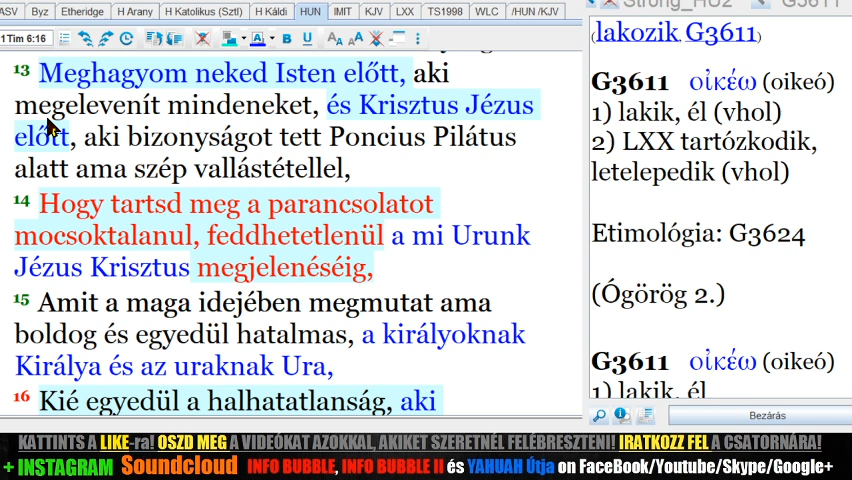 ASV Byz Etheridge H Arany H Katolikus (Sztl) H Káldi HUN IMIT KJV LXX TS1998 WLC /HUN /KJV
1Tim 6:16
13 Meghagyom neked Isten előtt, aki
megelevenít mindeneket, és Krisztus Jézus
előtt, aki bizonyságot tett Poncius Pilátus
alatt ama szép vallástétellel,
14 Hogy tartsd meg a parancsolatot
mocsoktalanul, feddhetetlenül a mi Urunk
Jézus Krisztus megjelenéséig,
15 Amit a maga idejében megmutat ama
boldog és egyedül hatalmas, a királyoknak
Királya és az uraknak Ura,
16 Kié egyedül a halhatatlanság, aki
Strong_HU2 G3611
(lakozik G3611)
G3611 οἰκέω (oikeó)
1) lakik, él (vhol)
2) LXX tartózkodik,
letelepedik (vhol)
Etimológia: G3624
(Ógörög 2.)
G3611 οἰκέω (oikeó)
1) lakik, él
Bezárás
KATTINTS A LIKE-ra! OSZD MEG A VIDEÓKAT AZOKKAL, AKIKET SZERETNÉL FELÉBRESZTENI! IRATKOZZ FEL A CSATORNÁRA!
+ INSTAGRAM Soundcloud INFO BUBBLE, INFO BUBBLE II és YAHUAH Útja on FaceBook/Youtube/Skype/Google+